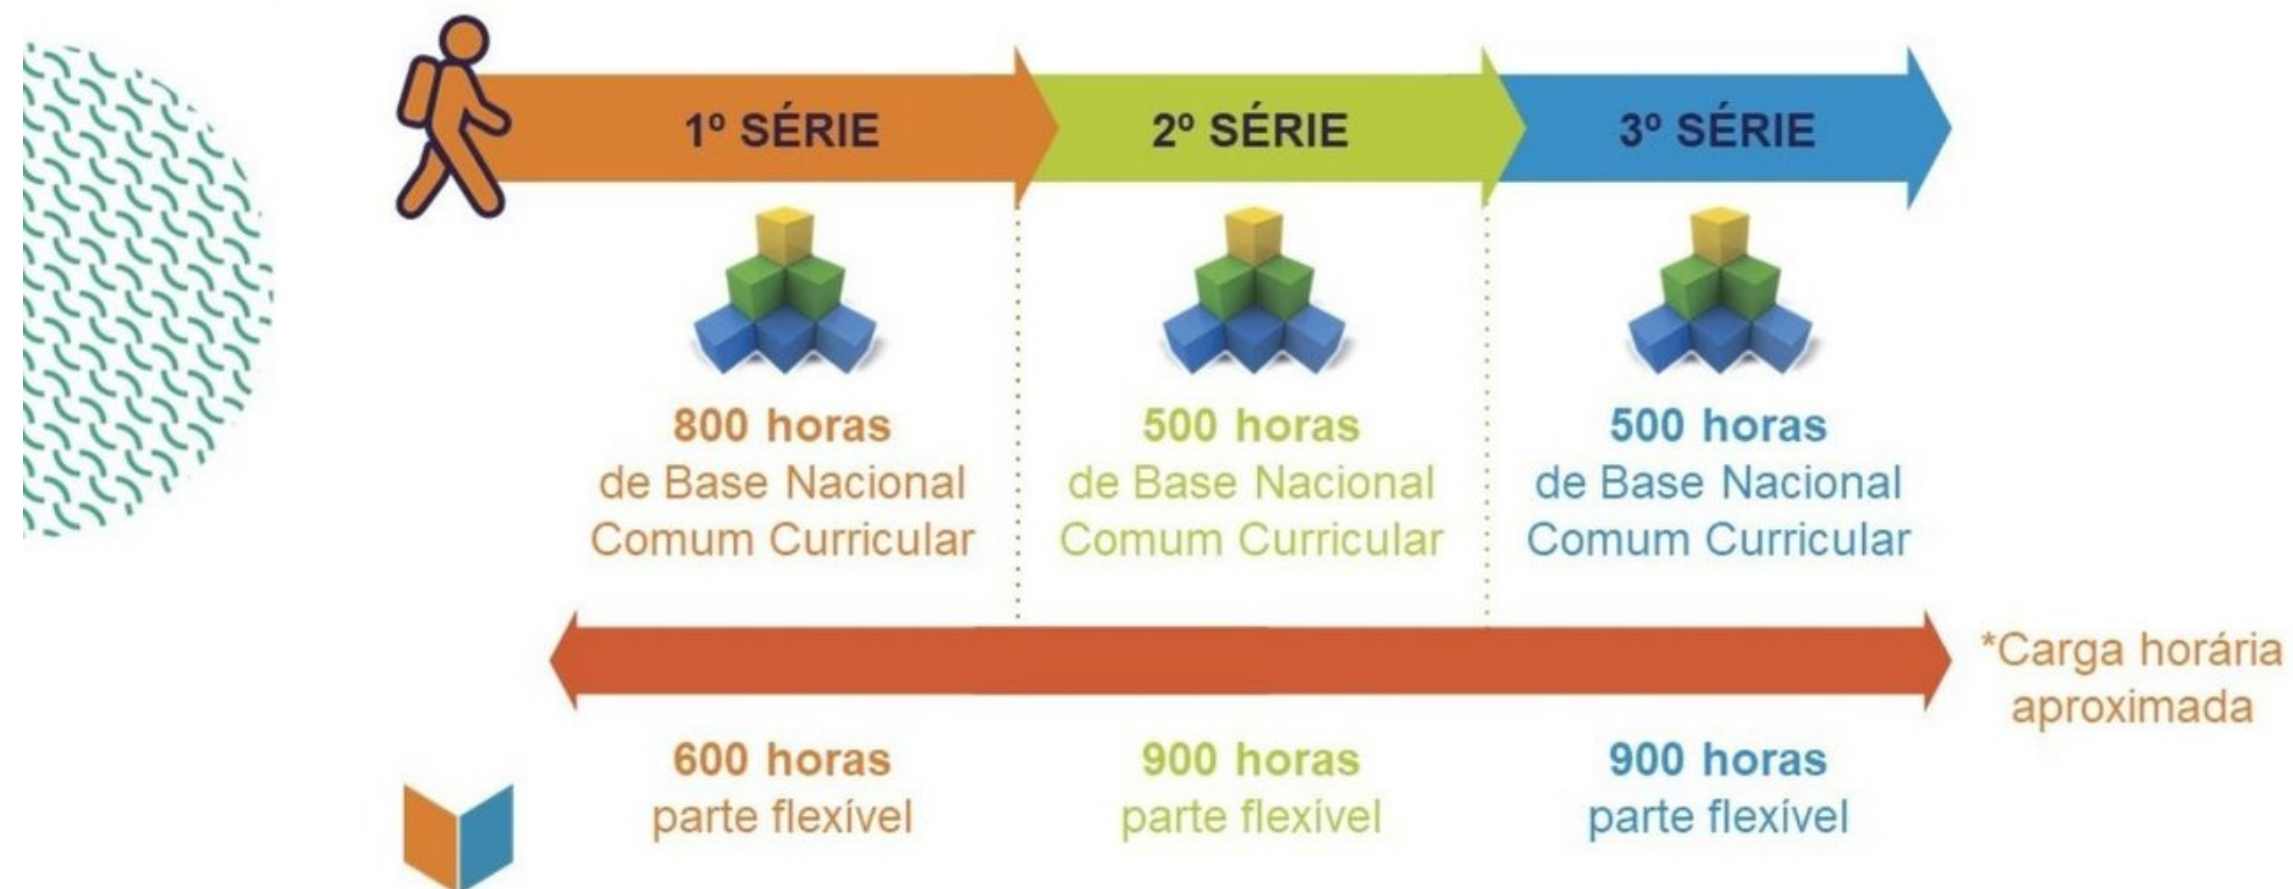 1º SÉRIE
2º SÉRIE
3º SÉRIE
800 horas
de Base Nacional
Comum Curricular
500 horas
de Base Nacional
Comum Curricular
500 horas
de Base Nacional
Comum Curricular
*Carga horária
aproximada
600 horas
parte flexível
900 horas
parte flexível
900 horas
parte flexível